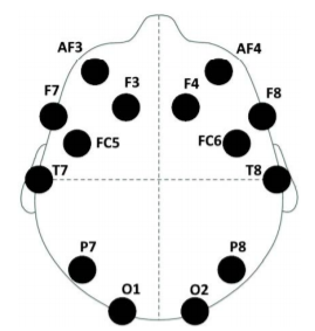 AF3 AF4
F7 F3 F4 F8
FC5 FC6
T7 T8
P7 P8
O1 O2